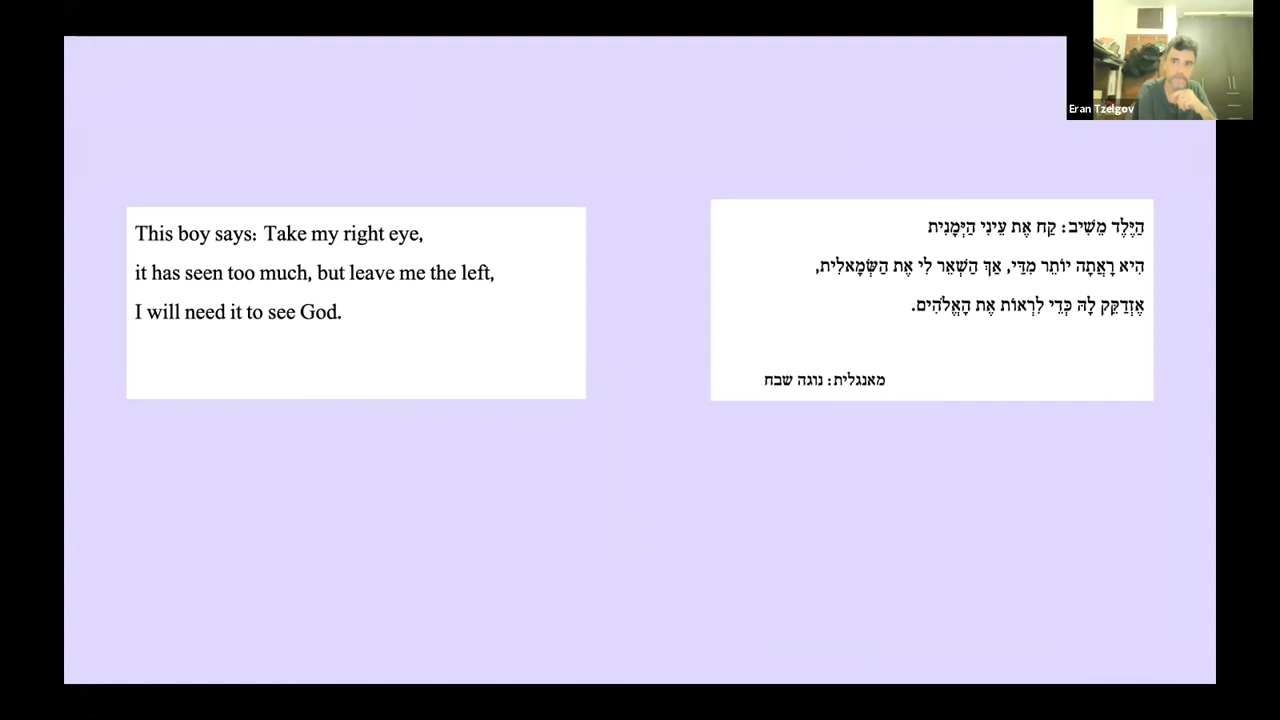 Eran Tzelgov
This boy says: Take my right eye,
it has seen too much, but leave me the left,
I will need it to see God.
הַיֶּלֶד מֵשִׁיב: קַח אֶת עֵינִי הַיְּמָנִית
הִיא רָאֲתָה יוֹתֵר מִדַּי, אַךְ הַשְׁאֵר לִי אֶת הַשְּׂמָאלִית,
אֶזְדַּקֵּק לָהּ כְּדֵי לִרְאוֹת אֶת הָאֱלֹהִים.
מאנגלית: נוגה שבח